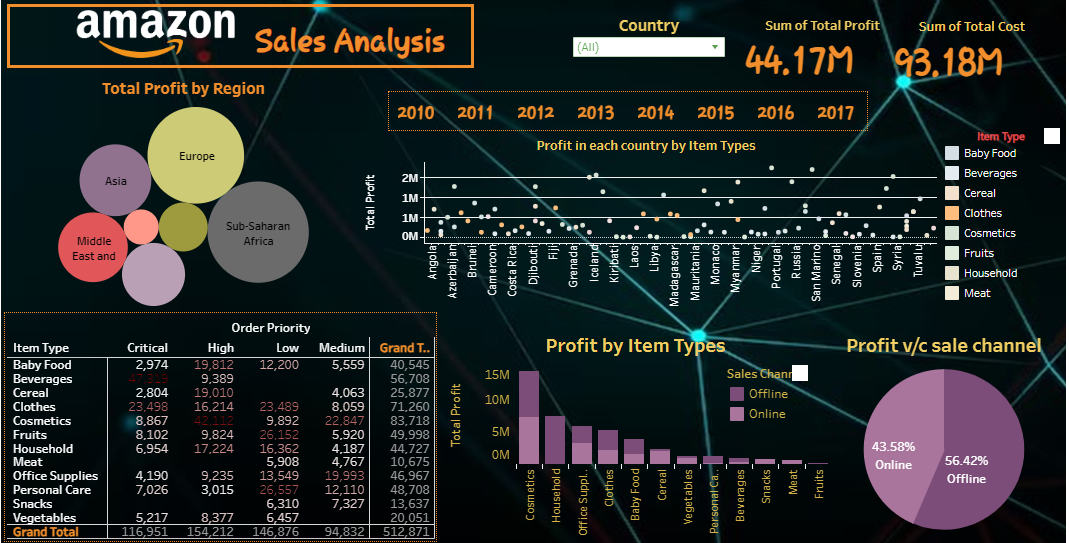 amazon
Sales Analysis
Country
(All)
Sum of Total Profit
44.17M
Sum of Total Cost
93.18M
Total Profit by Region
Europe
Asia
Sub-Saharan
Africa
Middle
East and
2010 2011 2012 2013 2014 2015 2016 2017
Profit in each country by Item Types
Total Profit
2M
1M
1M
0M
Angola
Azerbaijan
Brunei
Cameroon
Costa Rica
Djibouti
Fiji
Grenada
Iceland
Kiribati
Laos
Libya
Madagascar
Mauritania
Monaco
Myanmar
Niger
Portugal
Russia
San Marino
Senegal
Slovenia
Spain
Syria
Tuvalu
Item Type
Baby Food
Beverages
Cereal
Clothes
Cosmetics
Fruits
Household
Meat
Order Priority
Item Type Critical High Low Medium Grand T..
Baby Food 2,974 19,812 12,200 5,559 40,545
Beverages 9,389 56,708
Cereal 2,804 19,010 4,063 25,877
Clothes 23,498 16,214 23,489 8,059 71,260
Cosmetics 8,867 42,112 9,892 22,847 83,718
Fruits 8,102 9,824 26,152 5,920 49,998
Household 6,954 17,224 16,362 4,187 44,727
Meat 5,908 4,767 10,675
Office Supplies 4,190 9,235 13,549 19,993 46,967
Personal Care 7,026 3,015 26,557 12,110 48,708
Snacks 6,310 7,327 13,637
Vegetables 5,217 8,377 6,457 20,051
Grand Total 116,951 154,212 146,876 94,832 512,871
Profit by Item Types
Total Profit
15M
10M
5M
0M
Cosmetics
Household
Office Suppl..
Clothes
Baby Food
Cereal
Vegetables
Personal Ca..
Beverages
Snacks
Meat
Fruits
Sales Chann
Offline
Online
Profit v/c sale channel
43.58%
Online
56.42%
Offline